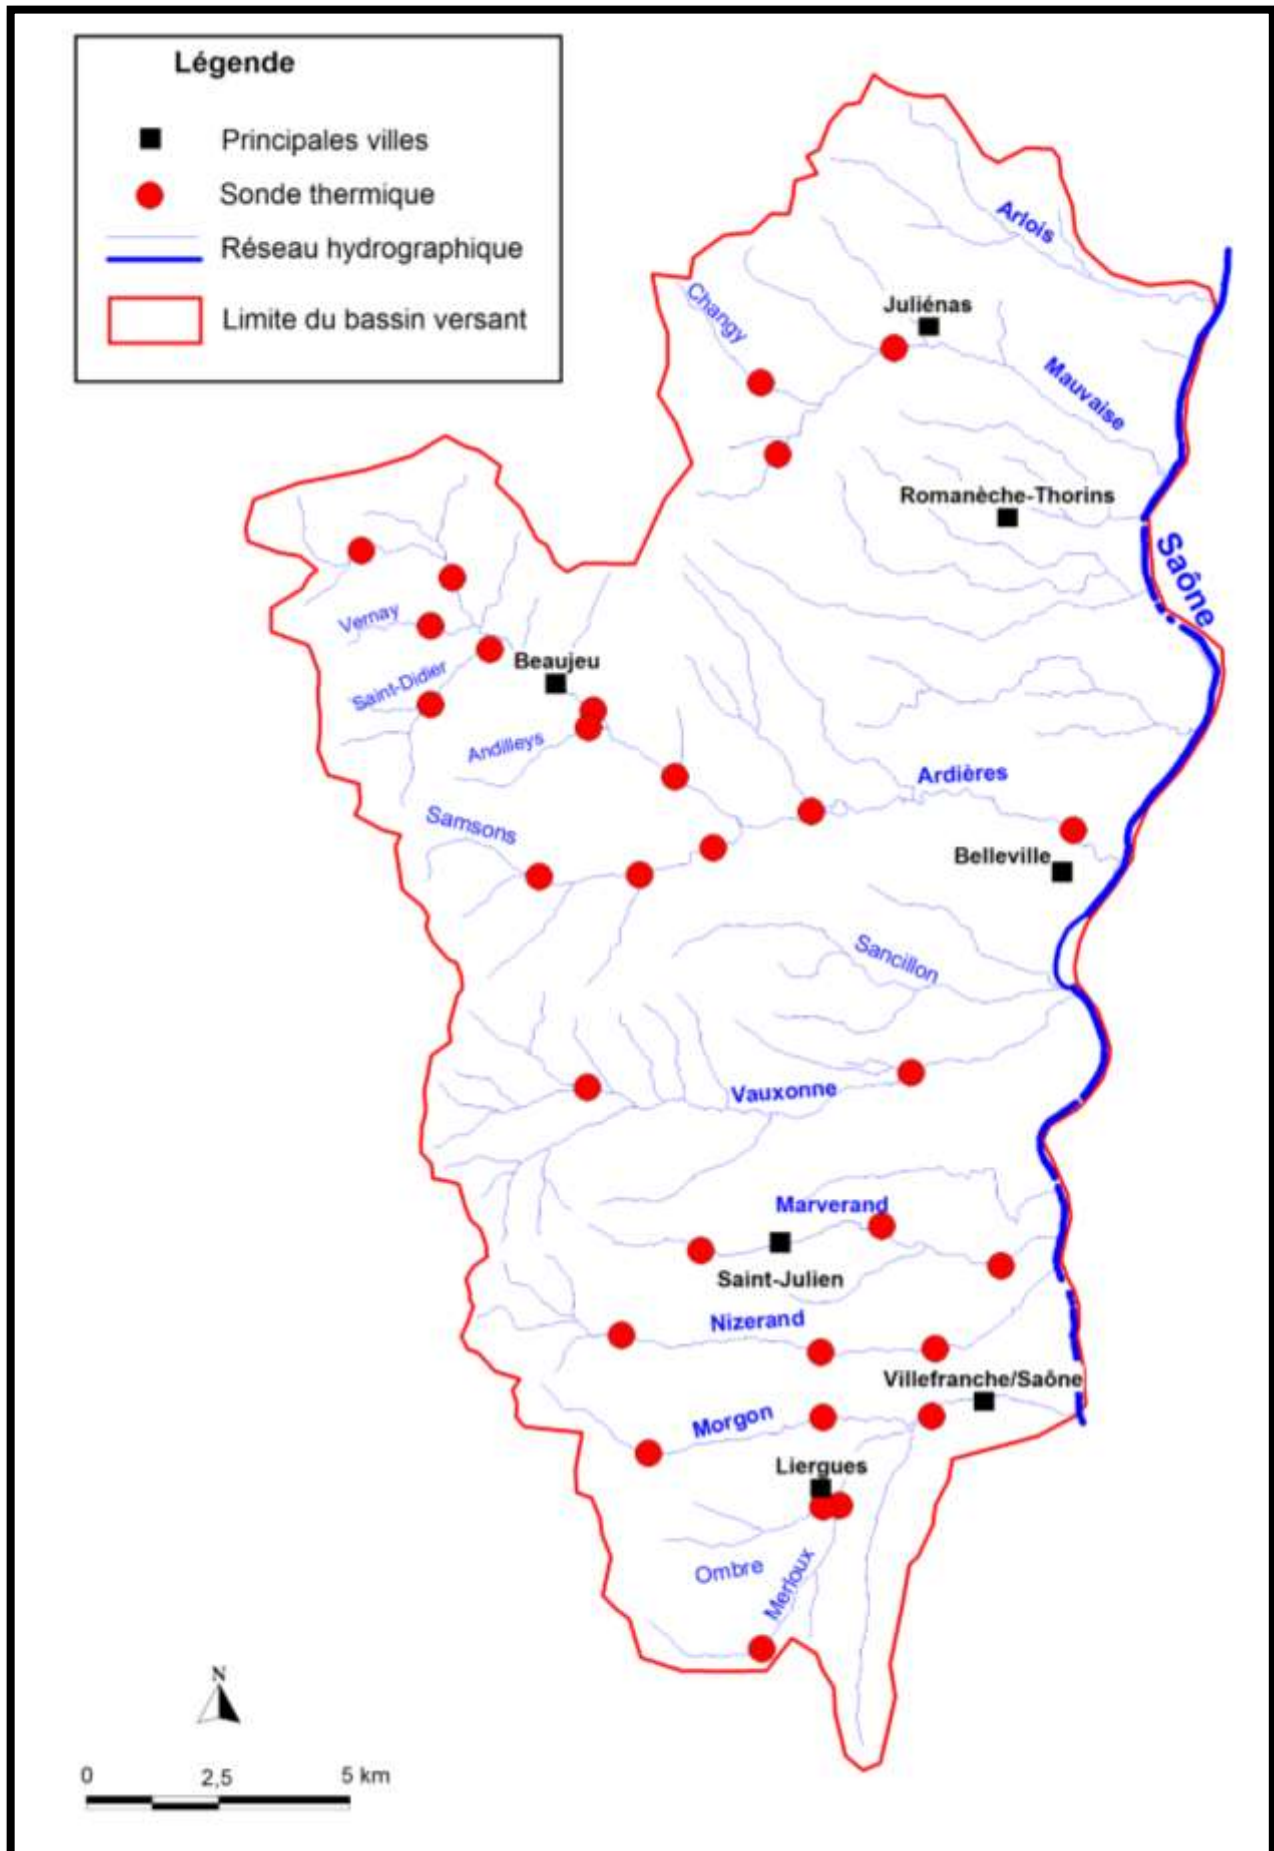 Légende
Principales villes
Sonde thermique
Réseau hydrographique
Limite du bassin versant
Arlois
Changy
Juliénas
Mauvaise
Romanèche-Thorins
Saône
Vernay
Beaujeu
Saint-Didier
Andilleys
Ardières
Samsons
Belleville
Sancillon
Vauxonne
Marverand
Saint-Julien
Nizerand
Villefranche/Saône
Morgon
Liergues
Ombre
Merloux
N
0 2,5 5 km